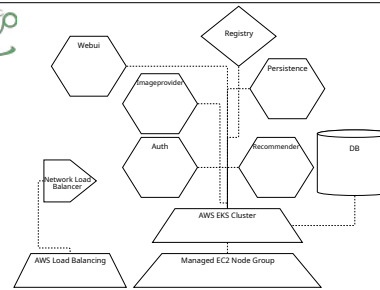 Registry
Webui
Persistence
Imageprovider
Auth
Recommender
DB
Network Load
Balancer
AWS EKS Cluster
AWS Load Balancing
Managed EC2 Node Group